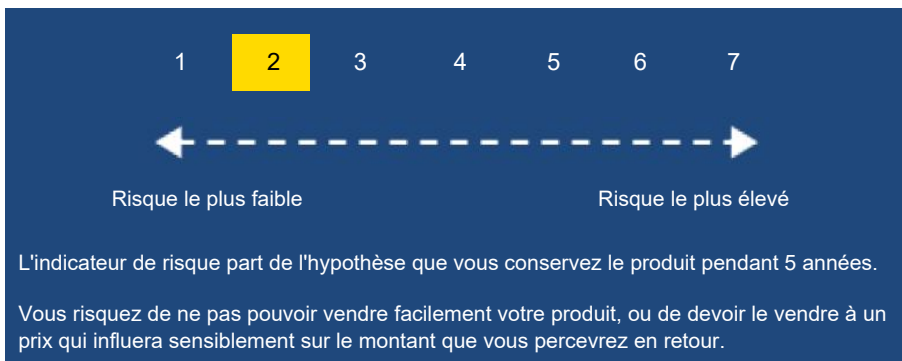 1 2 3 4 5 6 7
Risque le plus faible Risque le plus élevé
L'indicateur de risque part de l'hypothèse que vous conservez le produit pendant 5 années.
Vous risquez de ne pas pouvoir vendre facilement votre produit, ou de devoir le vendre à un
prix qui influera sensiblement sur le montant que vous percevrez en retour.